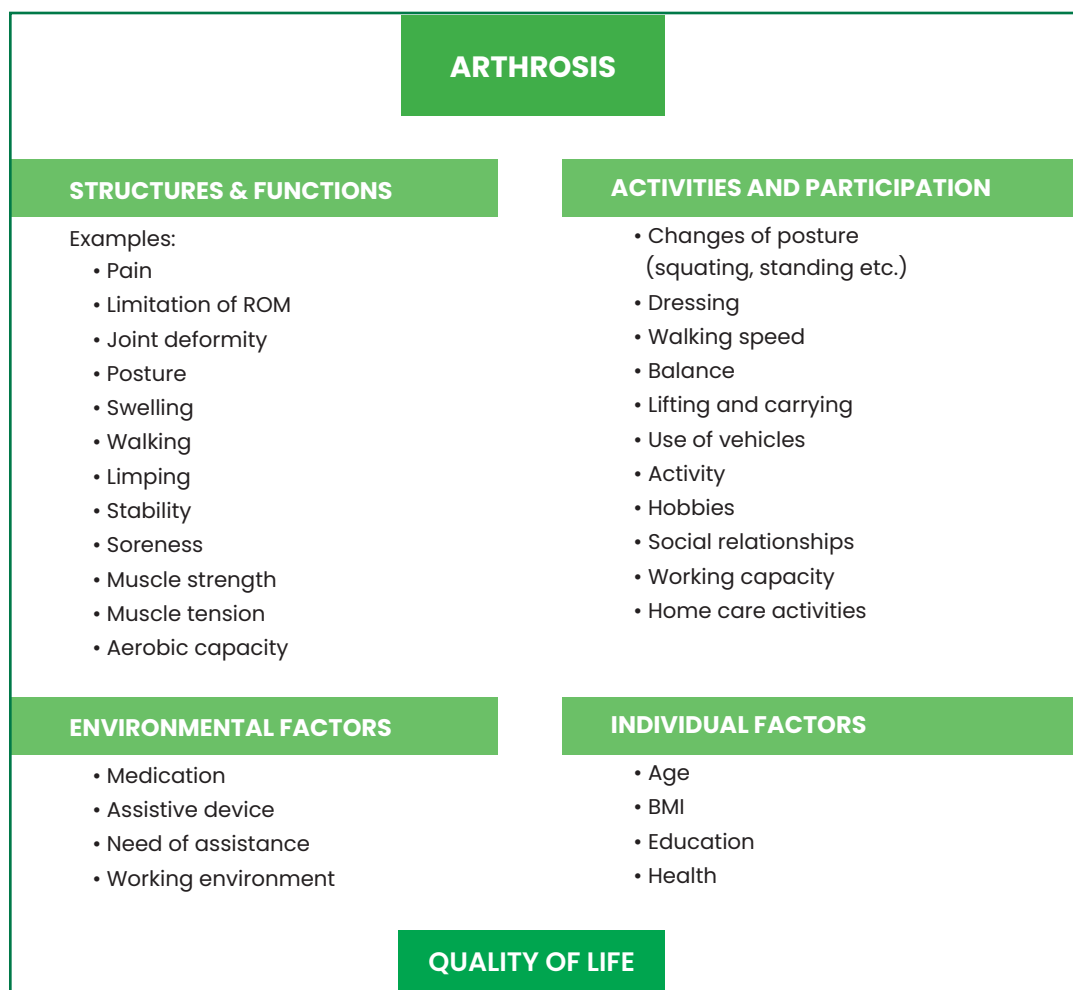 ARTHROSIS
STRUCTURES & FUNCTIONS
Examples:
• Pain
• Limitation of ROM
• Joint deformity
• Posture
• Swelling
• Walking
• Limping
• Stability
• Soreness
• Muscle strength
• Muscle tension
• Aerobic capacity
ACTIVITIES AND PARTICIPATION
• Changes of posture
(squating, standing etc.)
• Dressing
• Walking speed
• Balance
• Lifting and carrying
• Use of vehicles
• Activity
• Hobbies
• Social relationships
• Working capacity
• Home care activities
ENVIRONMENTAL FACTORS
• Medication
• Assistive device
• Need of assistance
• Working environment
INDIVIDUAL FACTORS
• Age
• BMI
• Education
• Health
QUALITY OF LIFE